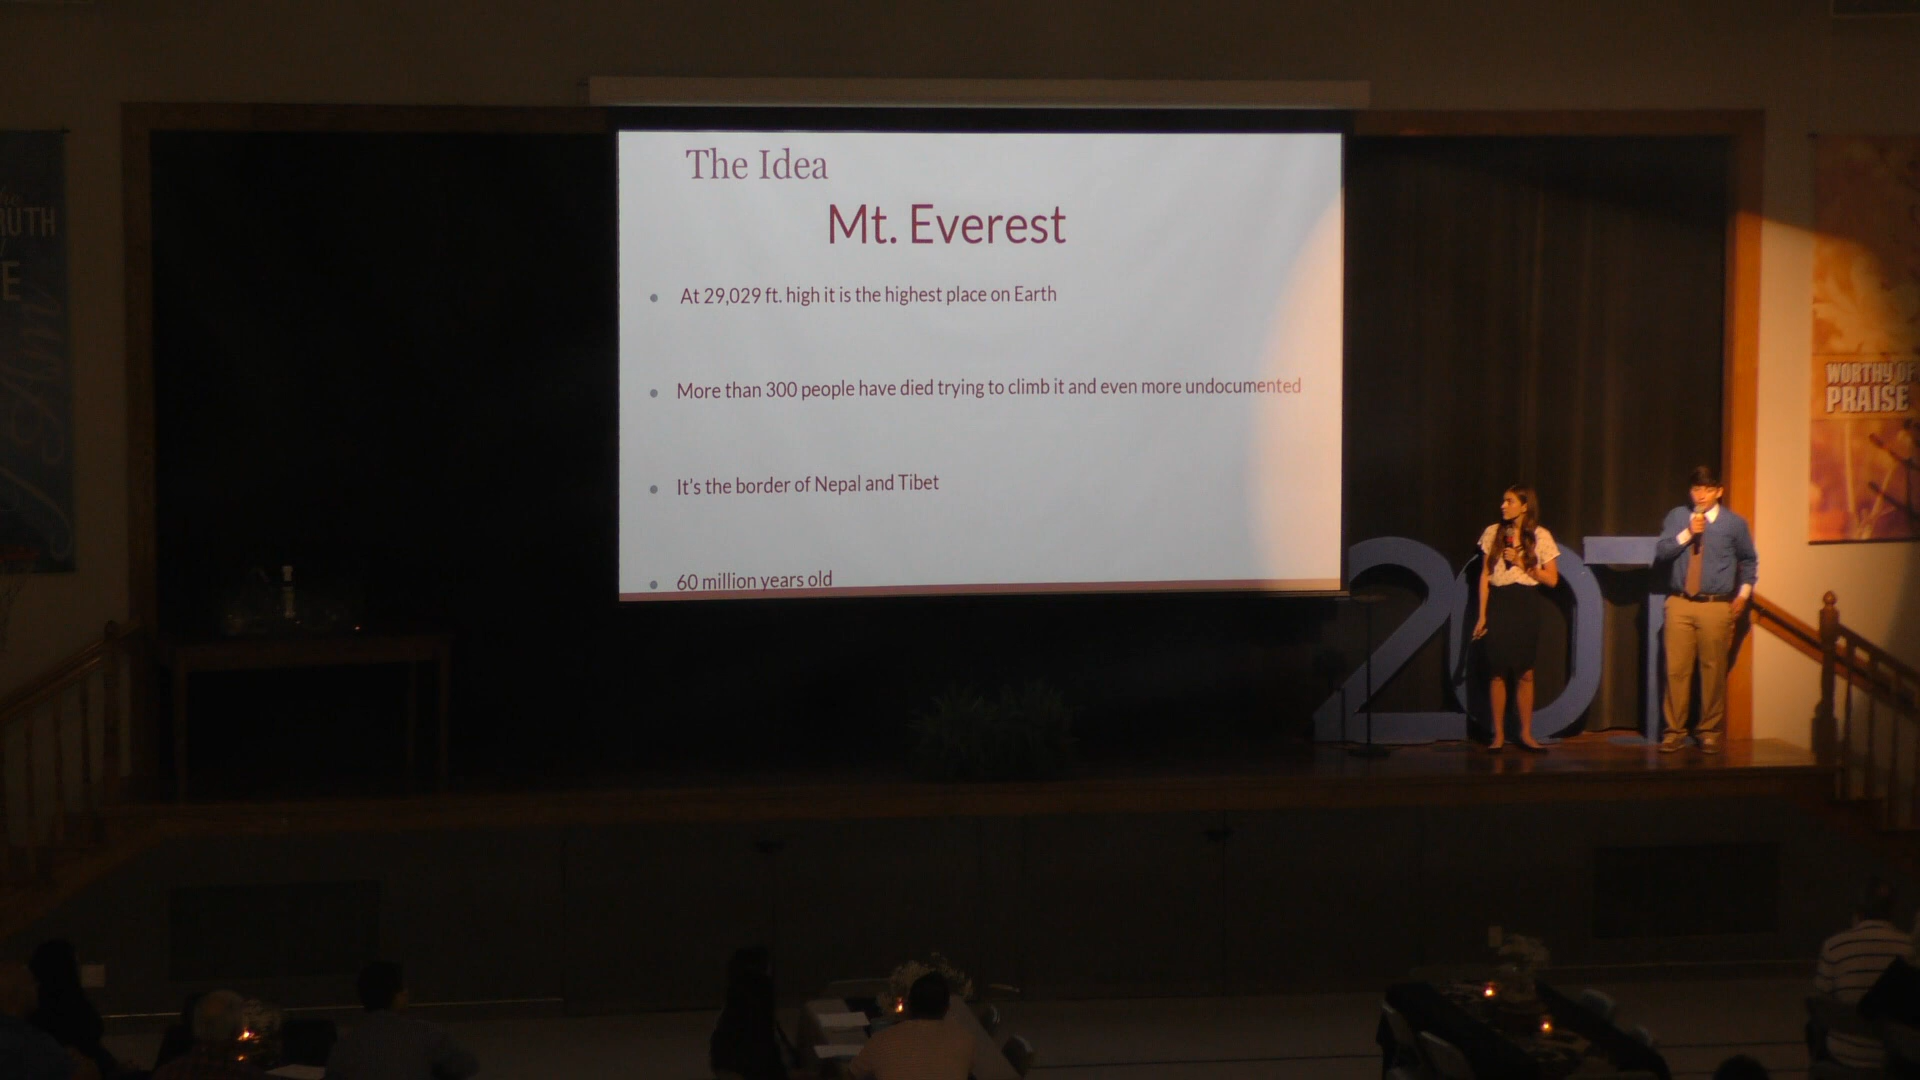 The Idea
Mt. Everest
At 29,029 ft. high it is the highest place on Earth
More than 300 people have died trying to climb it and even more undocumented
It's the border of Nepal and Tibet
60 million years old
WORTHY OF
PRAISE
201
I Am